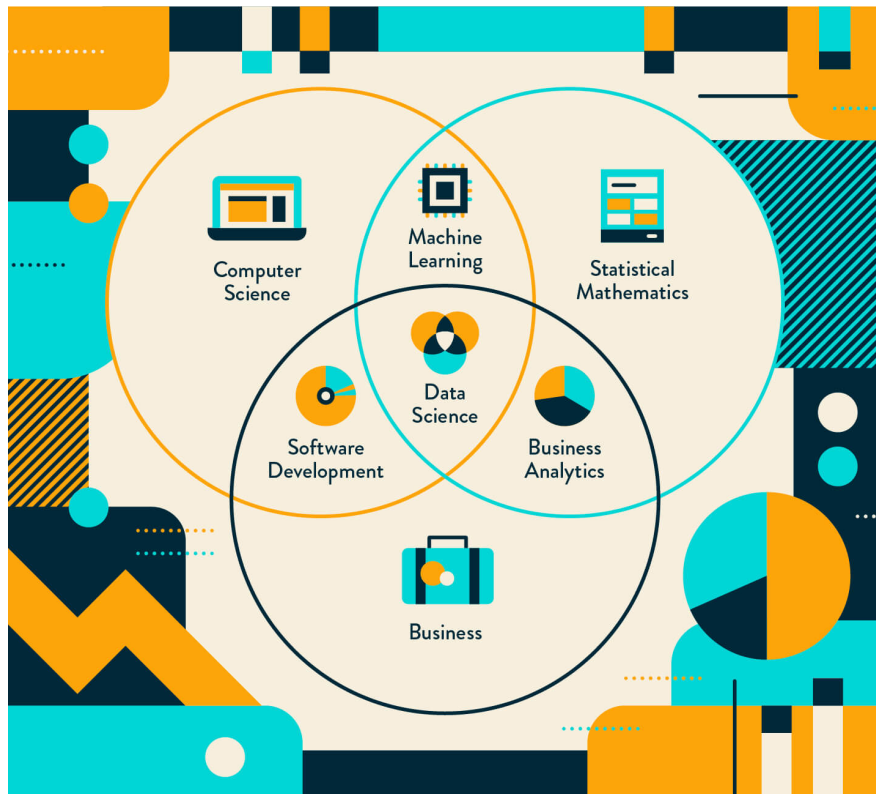 Machine
Learning
Computer
Science
Statistical
Mathematics
Data
Science
Software
Development
Business
Analytics
Business